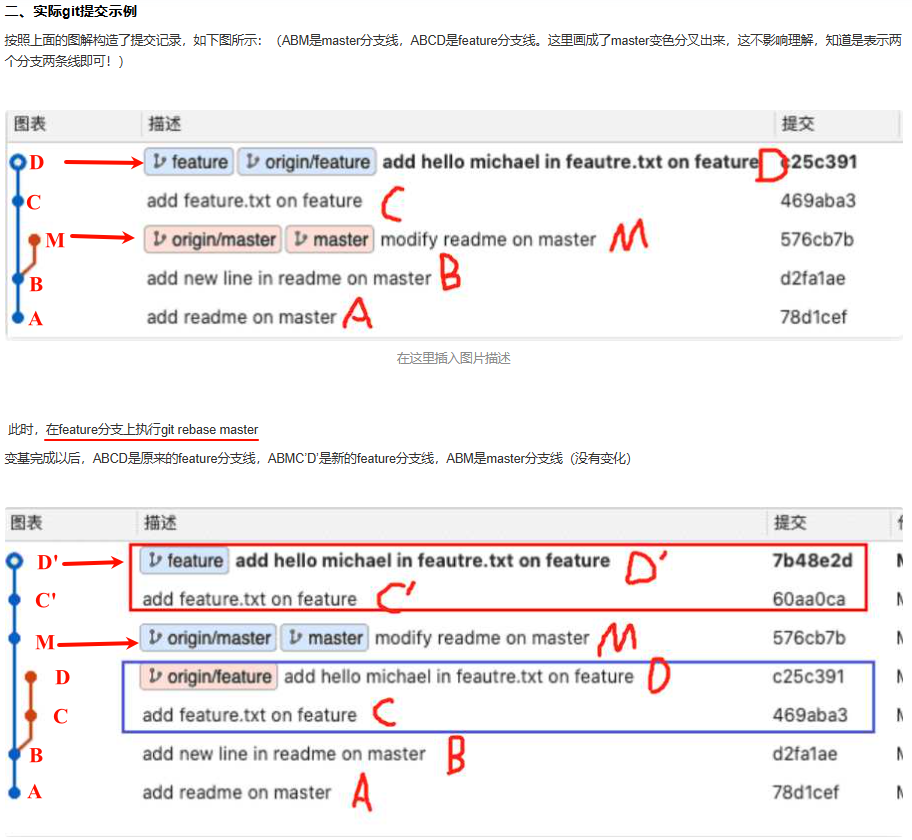 二、实际git提交示例
按照上面的图解构造了提交记录，如下图所示：（ABM是master分支线，ABCD是feature分支线。这里画成了master变色分叉出来，这不影响理解，知道是表示两
个分支两条线即可！）
图表 描述 提交
D feature origin/feature add hello michael in feautre.txt on feature D c25c391
C add feature.txt on feature C 469aba3
M origin/master master modify readme on master M 576cb7b
B add new line in readme on master B d2fa1ae
A add readme on master A 78d1cef
在这里插入图片描述
此时，在feature分支上执行git rebase master
变基完成以后，ABCD是原来的feature分支线，ABMC'D'是新的feature分支线，ABM是master分支线（没有变化）
图表 描述 提交
D' feature add hello michael in feautre.txt on feature D' 7b48e2d
C' add feature.txt on feature C' 60aa0ca
M origin/master master modify readme on master M 576cb7b
D origin/feature add hello michael in feautre.txt on feature D c25c391
C add feature.txt on feature C 469aba3
B add new line in readme on master B d2fa1ae
A add readme on master A 78d1cef